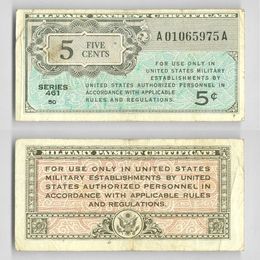 A01065975A
5 FIVE
CENTS
FOR USE ONLY IN
UNITED STATES MILITARY
ESTABLISHMENTS BY
UNITED STATES AUTHORIZED PERSONNEL IN
ACCORDANCE WITH APPLICABLE
RULES AND REGULATIONS.
SERIES
461
50
5¢
MILITARY PAYMENT CERTIFICATE
FOR USE ONLY IN UNITED STATES
MILITARY ESTABLISHMENTS BY UNITED
STATES AUTHORIZED PERSONNEL IN
ACCORDANCE WITH APPLICABLE RULES
AND REGULATIONS.